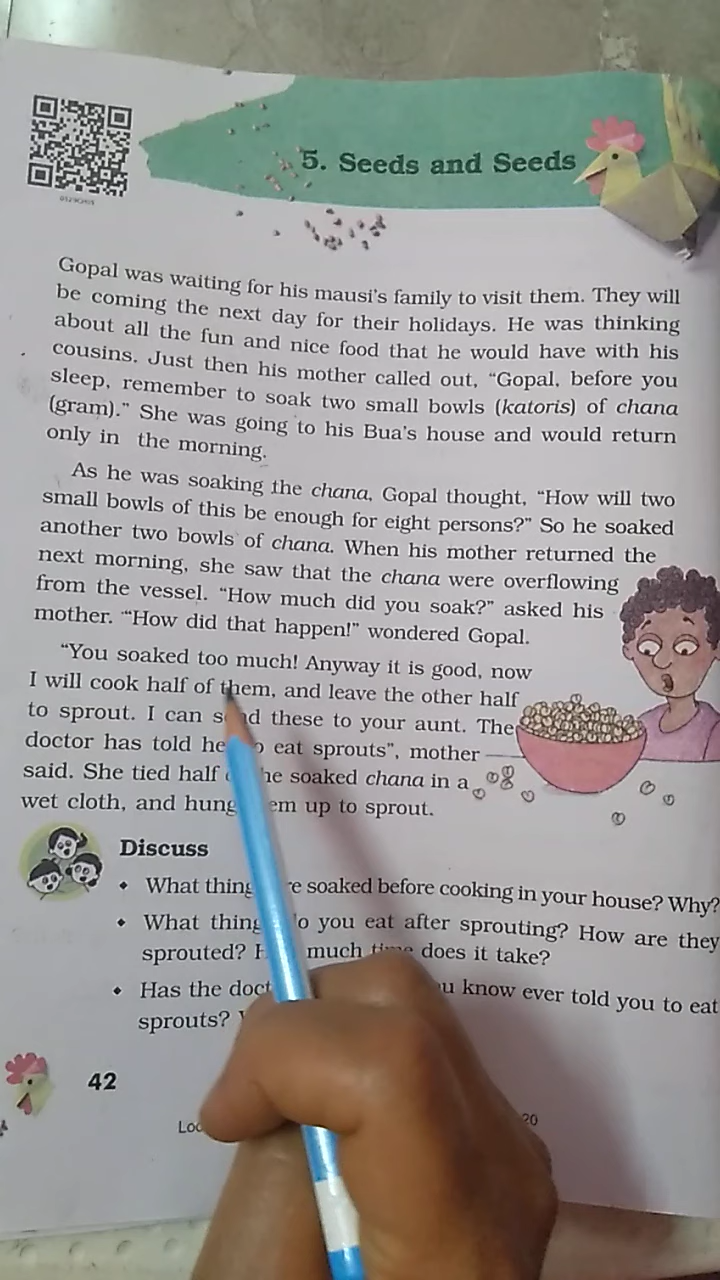 5. Seeds and Seeds
Gopal was waiting for his mausi's family to visit them. They will
be coming the next day for their holidays. He was thinking
about all the fun and nice food that he would have with his
cousins. Just then his mother called out, “Gopal, before you
sleep, remember to soak two small bowls (katoris) of chana
(gram).” She was going to his Bua's house and would return
only in the morning.
As he was soaking the chana, Gopal thought, “How will two
small bowls of this be enough for eight persons?” So he soaked
another two bowls of chana. When his mother returned the
next morning, she saw that the chana were overflowing
from the vessel. “How much did you soak?” asked his
mother. “How did that happen!” wondered Gopal.
“You soaked too much! Anyway it is good, now
I will cook half of them, and leave the other half
to sprout. I can these to your aunt. The
doctor has told eat sprouts”, mother
said. She tied half soaked chana in a
wet cloth, and hung up to sprout.
Discuss
• What soaked before cooking in your house? Why?
• What you eat after sprouting? How are they
sprouted? much time does it take?
• Has the know ever told you to eat
sprouts?
42